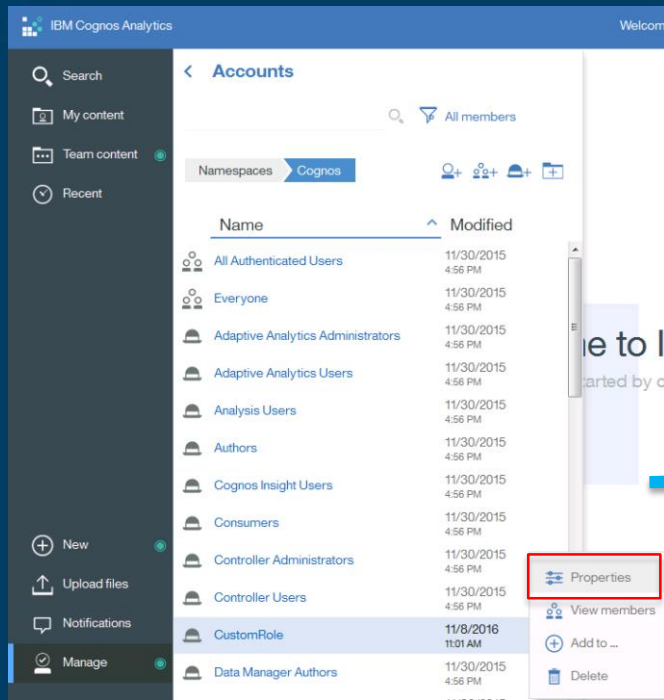 IBM Cognos Analytics
Search
My content
Team content
Recent
New
Upload files
Notifications
Manage
Accounts
All members
Namespaces Cognos
Name Modified
All Authenticated Users 11/30/2015
4:56 PM
Everyone 11/30/2015
4:56 PM
Adaptive Analytics Administrators 11/30/2015
4:56 PM
Adaptive Analytics Users 11/30/2015
4:56 PM
Analysis Users 11/30/2015
4:56 PM
Authors 11/30/2015
4:56 PM
Cognos Insight Users 11/30/2015
4:56 PM
Consumers 11/30/2015
4:56 PM
Controller Administrators 11/30/2015
4:56 PM
Controller Users 11/30/2015
4:56 PM
CustomRole 11/8/2016
11:01 AM
Data Manager Authors 11/30/2015
4:56 PM
Properties
View members
Add to ...
Delete
Welcom
e to I
arted by c